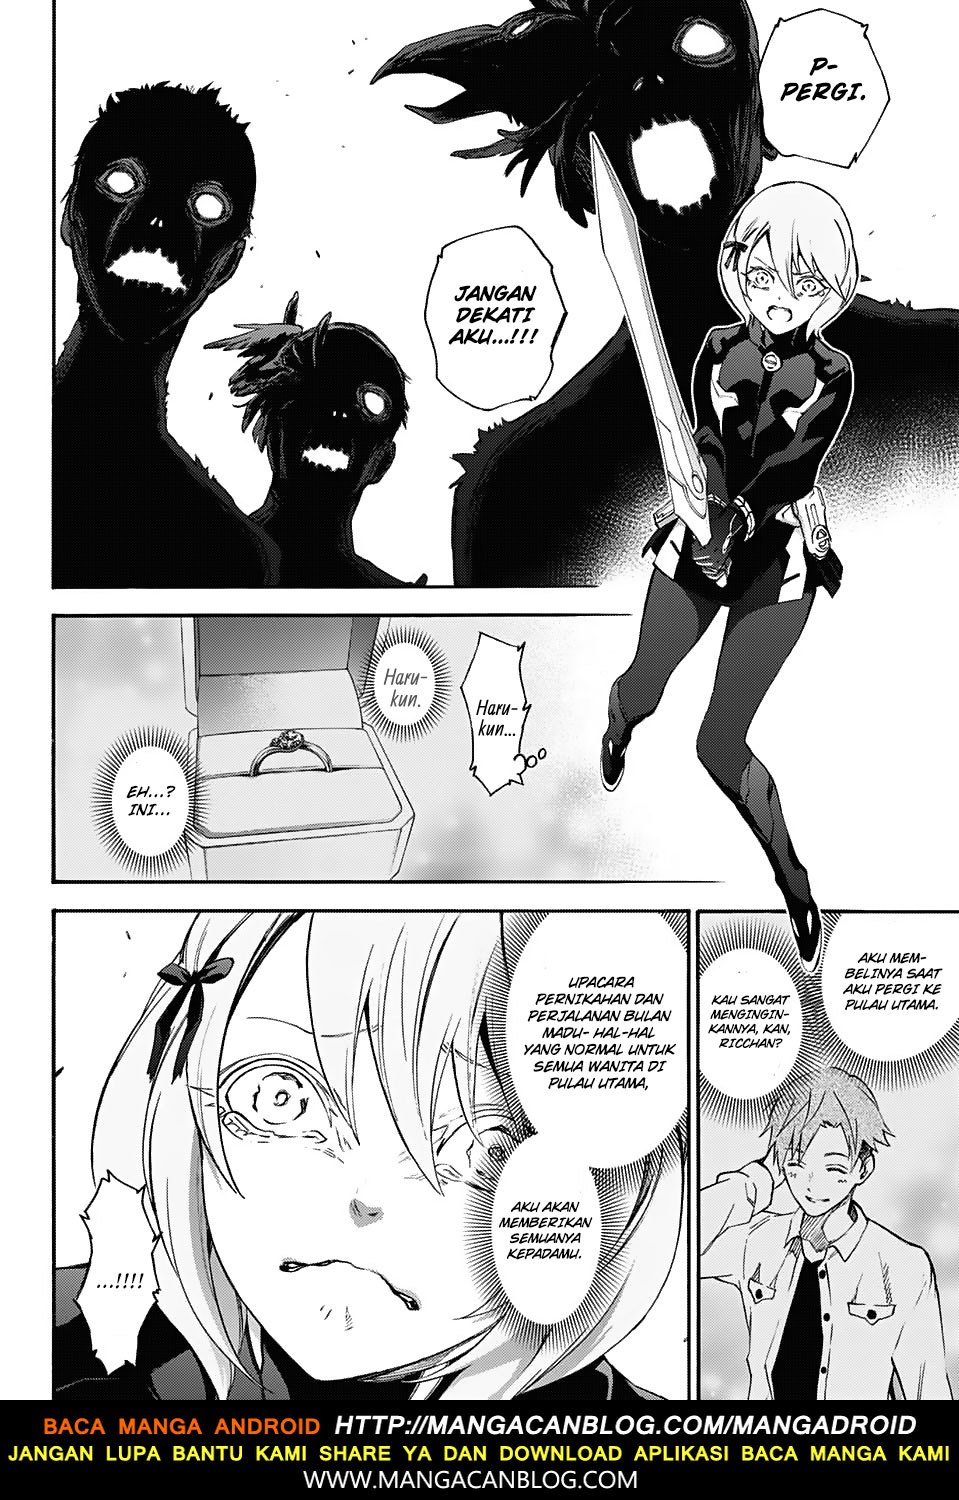 P-
PERGI.
JANGAN
DEKATI
AKU...!!!
Haru-
kun...
Haru-
kun.
EH...?
INI...
AKU MEM-
BELINYA SAAT
AKU PERGI KE
PULAU UTAMA.
KAU SANGAT
MENGINGIN-
KANNYA, KAN,
RICCHAN?
UPACARA
PERNIKAHAN DAN
PERJALANAN BULAN
MADU- HAL-HAL
YANG NORMAL UNTUK
SEMUA WANITA DI
PULAU UTAMA,
AKU AKAN
MEMBERIKAN
SEMUANYA
KEPADAMU.
...!!!!
BACA MANGA ANDROID HTTP://MANGACANBLOG.COM/MANGADROID
JANGAN LUPA BANTU KAMI SHARE YA DAN DOWNLOAD APLIKASI BACA MANGA KAMI
WWW.MANGACANBLOG.COM